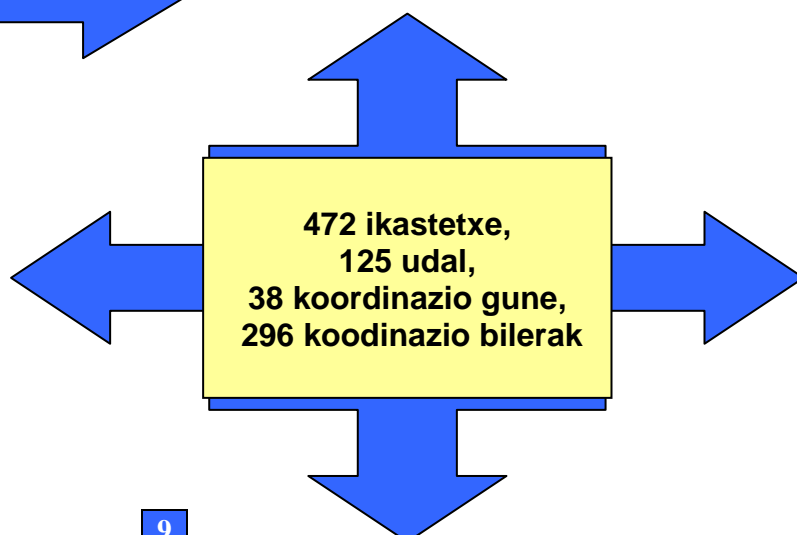 472 ikastetxe,
125 udal,
38 koordinazio gune,
296 koodinazio bilerak
9